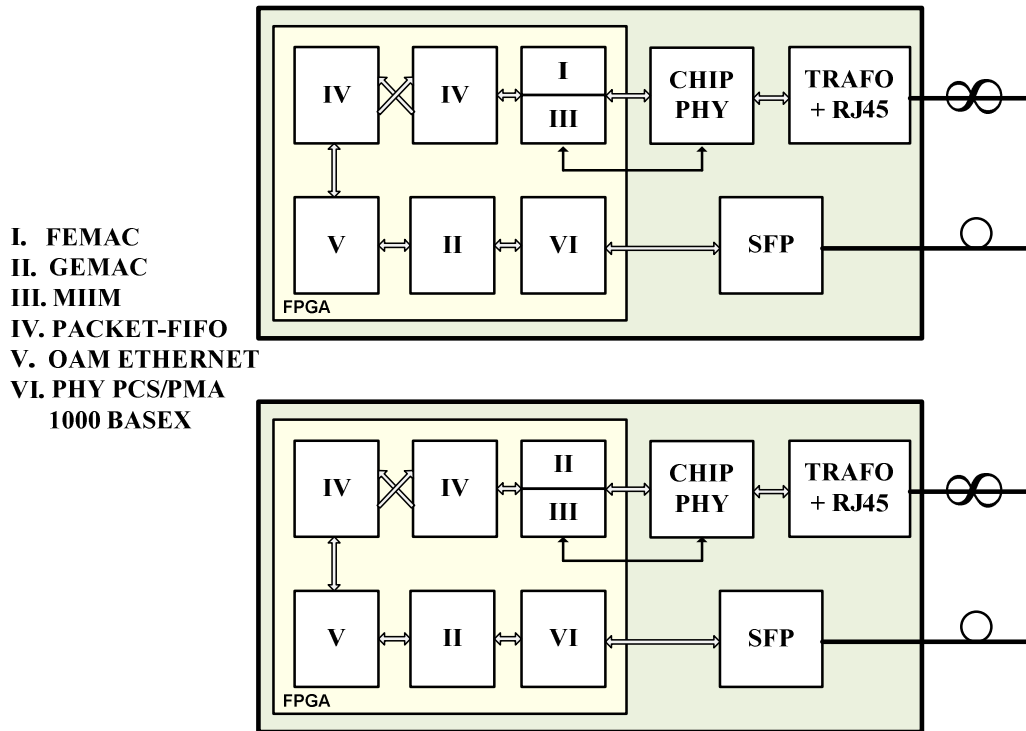 I. FEMAC
II. GEMAC
III. MIIM
IV. PACKET-FIFO
V. OAM ETHERNET
VI. PHY PCS/PMA
1000 BASEX
IV
IV
I
III
CHIP
PHY
TRAFO
+ RJ45
V
II
VI
SFP
FPGA
IV
IV
II
III
CHIP
PHY
TRAFO
+ RJ45
V
II
VI
SFP
FPGA